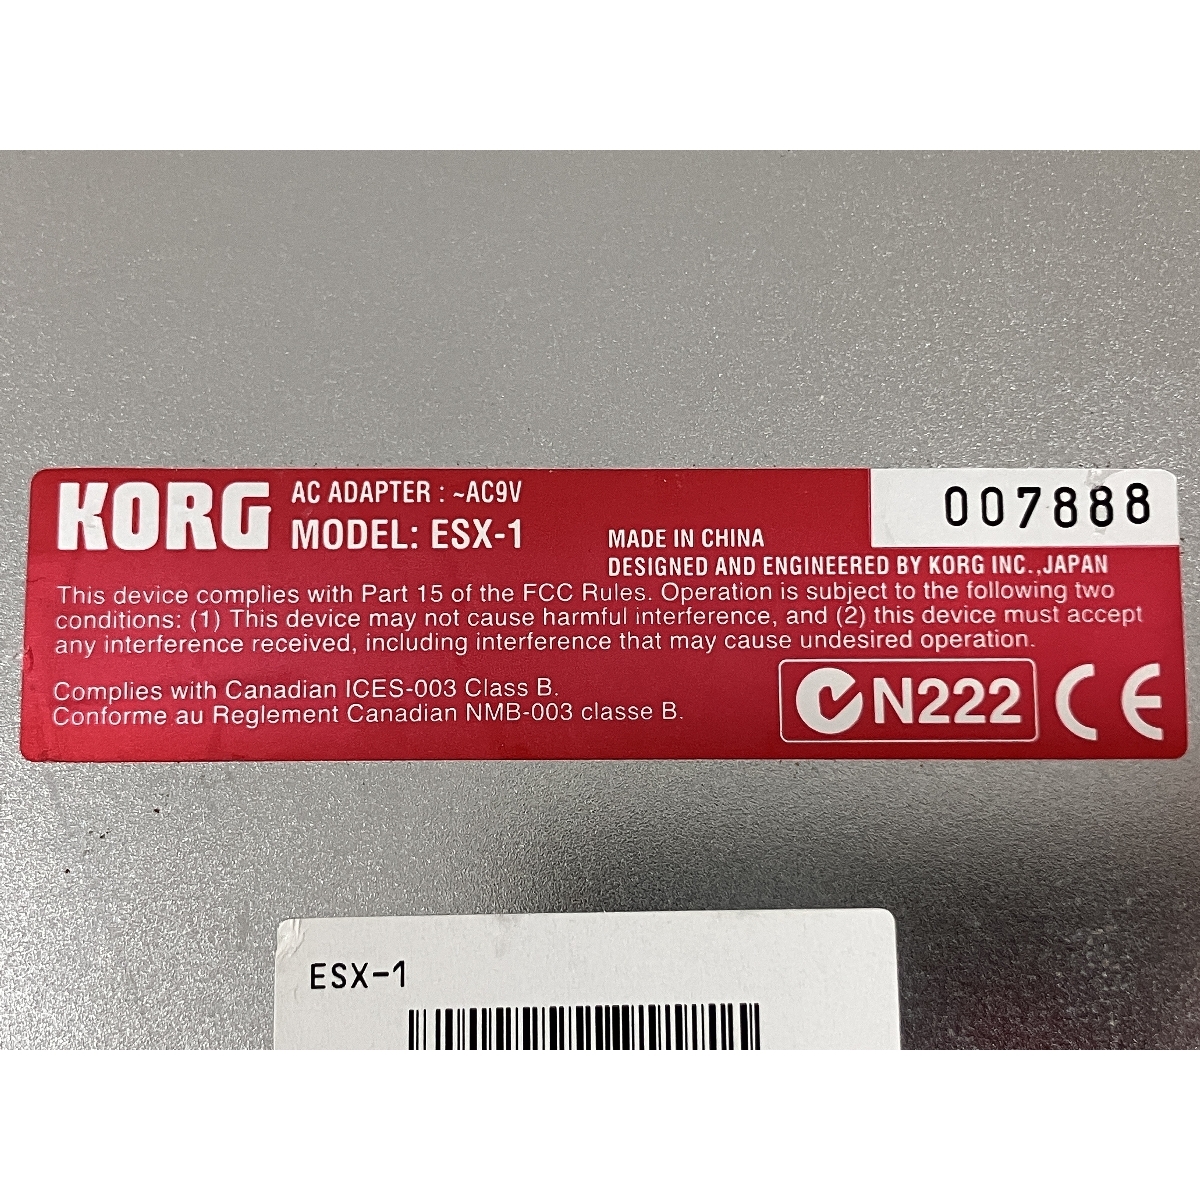 KORG
AC ADAPTER : ~AC9V
MODEL: ESX-1
007888
MADE IN CHINA
DESIGNED AND ENGINEERED BY KORG INC.,JAPAN
This device complies with Part 15 of the FCC Rules. Operation is subject to the following two
conditions: (1) This device may not cause harmful interference, and (2) this device must accept
any interference received, including interference that may cause undesired operation.
Complies with Canadian ICES-003 Class B.
Conforme au Reglement Canadian NMB-003 classe B.
N222
CE
ESX-1